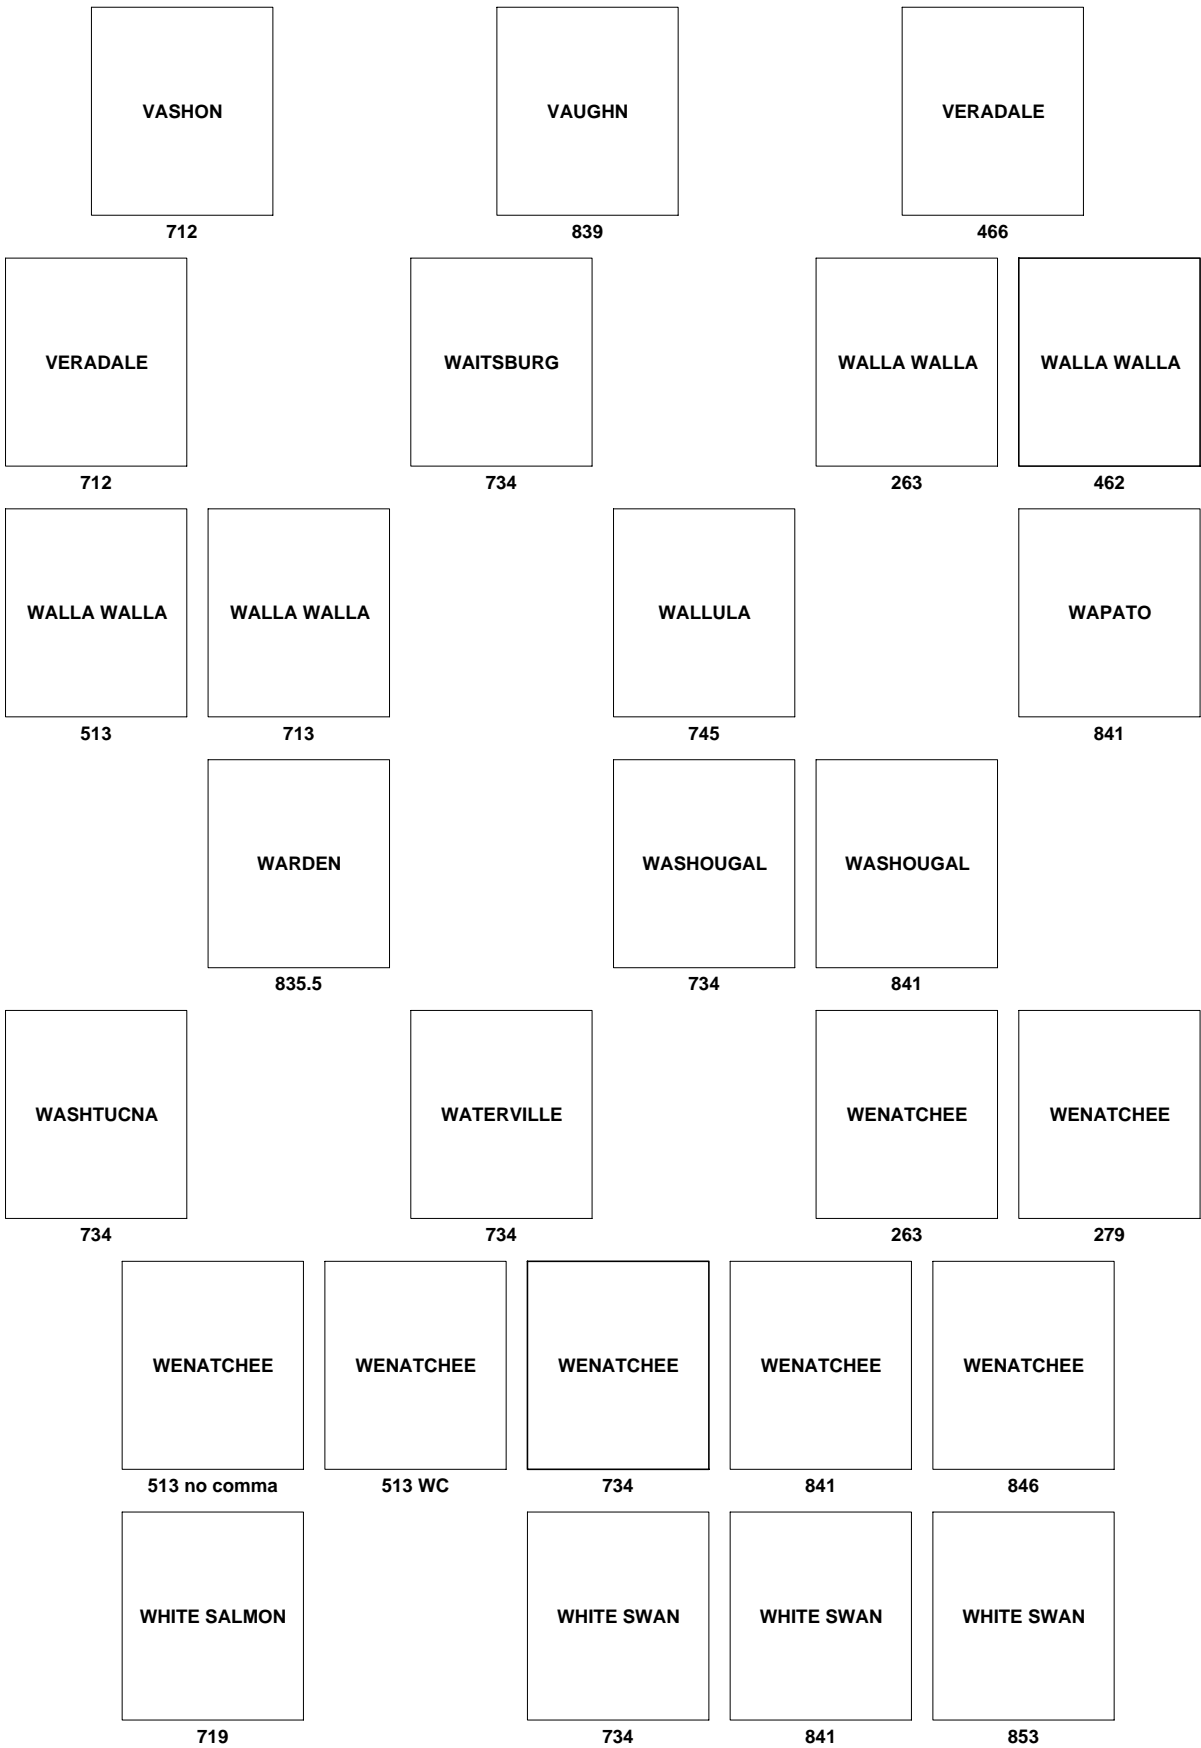 VASHON VAUGHN VERADALE
712 839 466
VERADALE WAITSBURG WALLA WALLA WALLA WALLA
712 734 263 462
WALLA WALLA WALLA WALLA WALLULA WAPATO
513 713 745 841
WARDEN WASHOUGAL WASHOUGAL
835.5 734 841
WASHTUCNA WATERVILLE WENATCHEE WENATCHEE
734 734 263 279
WENATCHEE WENATCHEE WENATCHEE WENATCHEE WENATCHEE
513 no comma 513 WC 734 841 846
WHITE SALMON WHITE SWAN WHITE SWAN WHITE SWAN
719 734 841 853